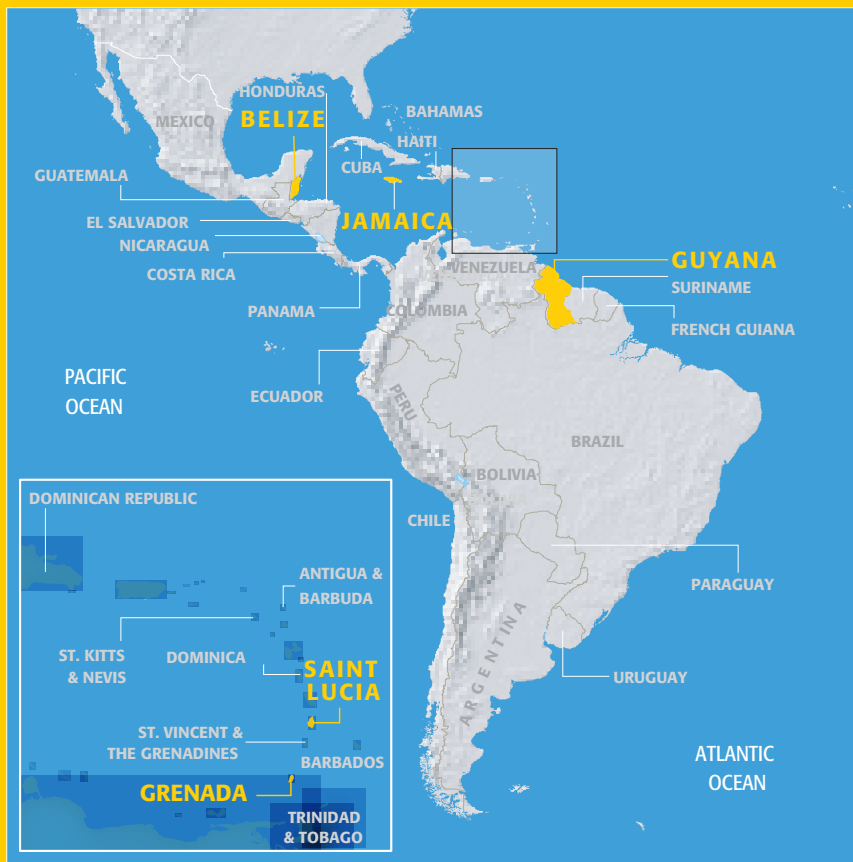 HONDURAS
MEXICO
BELIZE
BAHAMAS
HAITI
CUBA
GUATEMALA
JAMAICA
EL SALVADOR
NICARAGUA
COSTA RICA
VENEZUELA
GUYANA
SURINAME
PANAMA
COLOMBIA
FRENCH GUIANA
PACIFIC
OCEAN
ECUADOR
PERU
BRAZIL
BOLIVIA
CHILE
PARAGUAY
ARGENTINA
URUGUAY
ATLANTIC
OCEAN
DOMINICAN REPUBLIC
ANTIGUA &
BARBUDA
ST. KITTS
& NEVIS
DOMINICA
SAINT
LUCIA
ST. VINCENT &
THE GRENADINES
BARBADOS
GRENADA
TRINIDAD
& TOBAGO